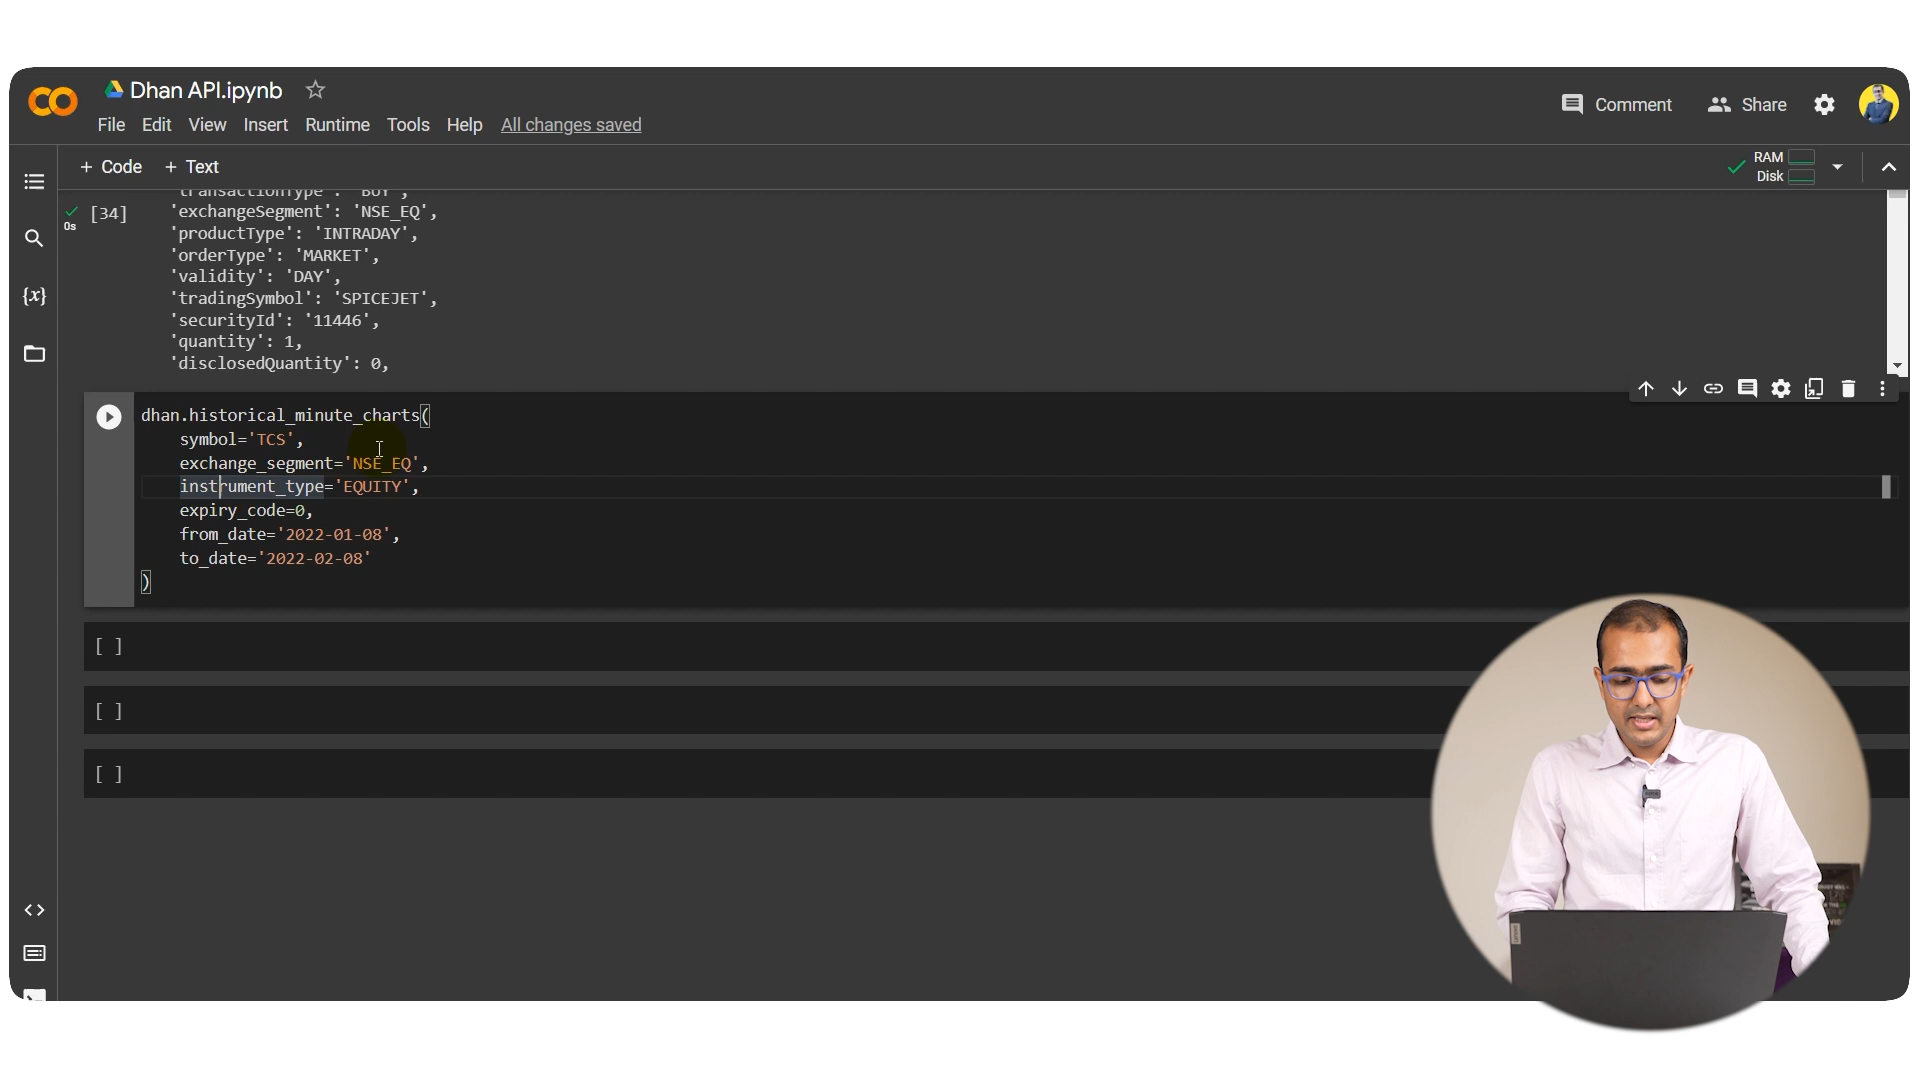 Dhan API.ipynb
Comment
Share
File Edit View Insert Runtime Tools Help All changes saved
+ Code + Text
RAM
Disk
'transactionType': 'BUY',
[34]
0s
'exchangeSegment': 'NSE_EQ',
'productType': 'INTRADAY',
'orderType': 'MARKET',
'validity': 'DAY',
'tradingSymbol': 'SPICEJET',
'securityId': '11446',
'quantity': 1,
'disclosedQuantity': 0,
dhan.historical_minute_charts(
symbol='TCS',
exchange_segment='NSE_EQ',
instrument_type='EQUITY',
expiry_code=0,
from_date='2022-01-08',
to_date='2022-02-08'
)
[ ]
[ ]
[ ]